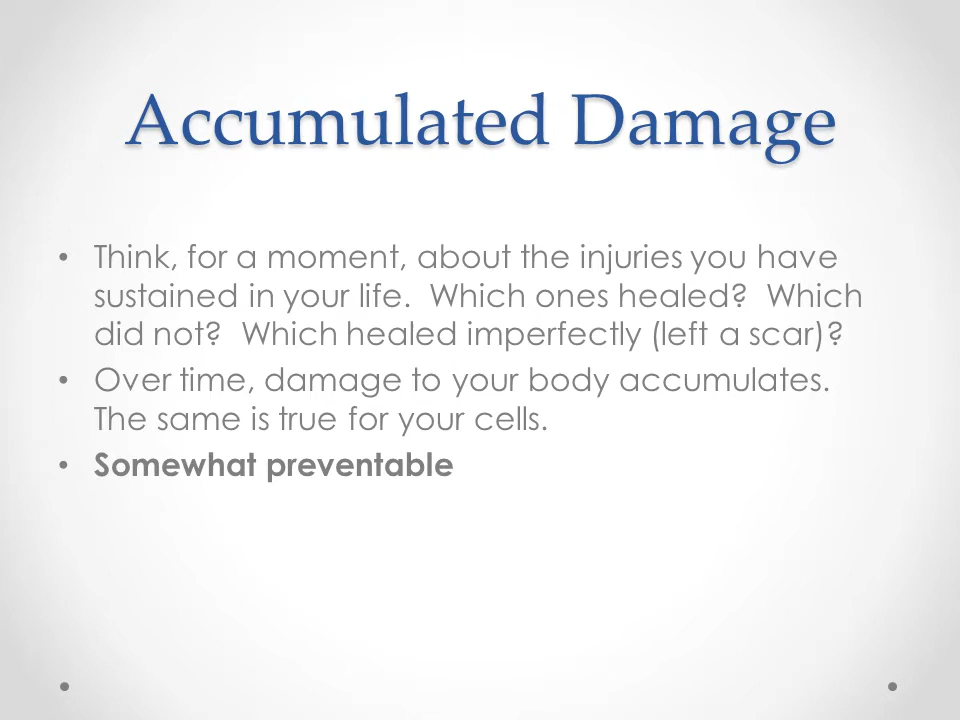 Accumulated Damage
• Think, for a moment, about the injuries you have
sustained in your life.  Which ones healed?  Which
did not?  Which healed imperfectly (left a scar)?
• Over time, damage to your body accumulates.
The same is true for your cells.
• Somewhat preventable